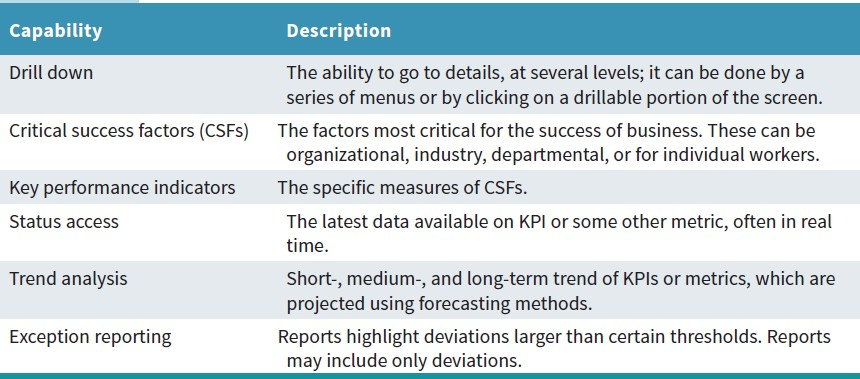 Capability Description
Drill down The ability to go to details, at several levels; it can be done by a
series of menus or by clicking on a drillable portion of the screen.
Critical success factors (CSFs) The factors most critical for the success of business. These can be
organizational, industry, departmental, or for individual workers.
Key performance indicators The specific measures of CSFs.
Status access The latest data available on KPI or some other metric, often in real
time.
Trend analysis Short-, medium-, and long-term trend of KPIs or metrics, which are
projected using forecasting methods.
Exception reporting Reports highlight deviations larger than certain thresholds. Reports
may include only deviations.